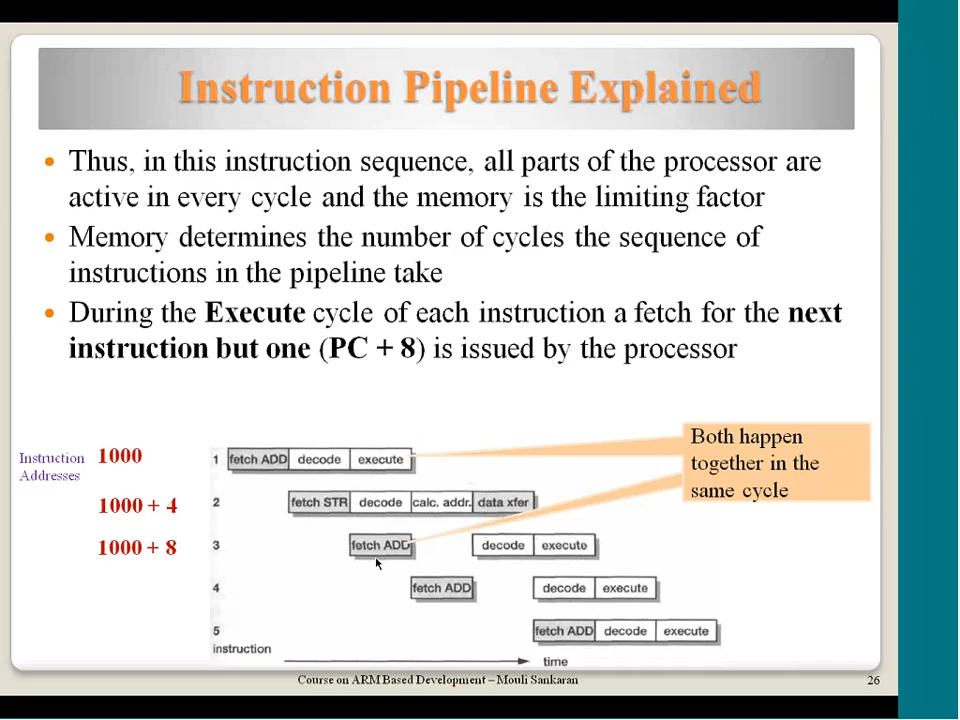 Instruction Pipeline Explained
Thus, in this instruction sequence, all parts of the processor are
active in every cycle and the memory is the limiting factor
Memory determines the number of cycles the sequence of
instructions in the pipeline take
During the Execute cycle of each instruction a fetch for the next
instruction but one (PC + 8) is issued by the processor
Both happen
together in the
same cycle
Instruction
Addresses
1000
1 fetch ADD decode execute
1000 + 4
2 fetch STR decode calc. addr. data xfer
1000 + 8
3 fetch ADD decode execute
4 fetch ADD decode execute
5 fetch ADD decode execute
instruction
time
Course on ARM Based Development – Mouli Sankaran
26